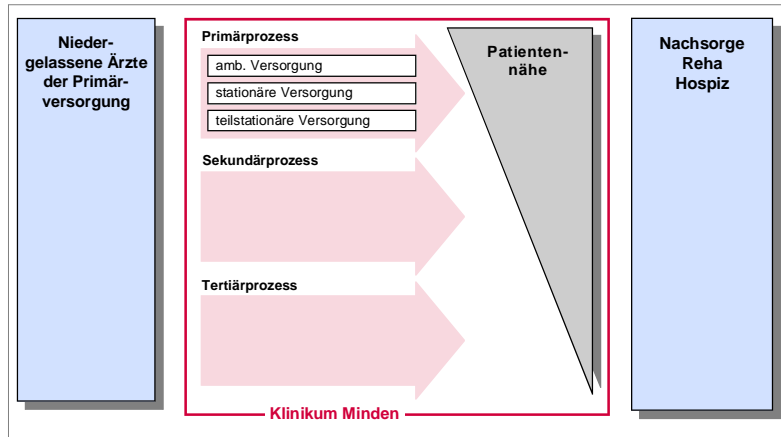 Nieder-
gelassene Ärzte
der Primär-
versorgung
Primärprozess
amb. Versorgung
stationäre Versorgung
teilstationäre Versorgung
Sekundärprozess
Tertiärprozess
Patienten-
nähe
Klinikum Minden
Nachsorge
Reha
Hospiz